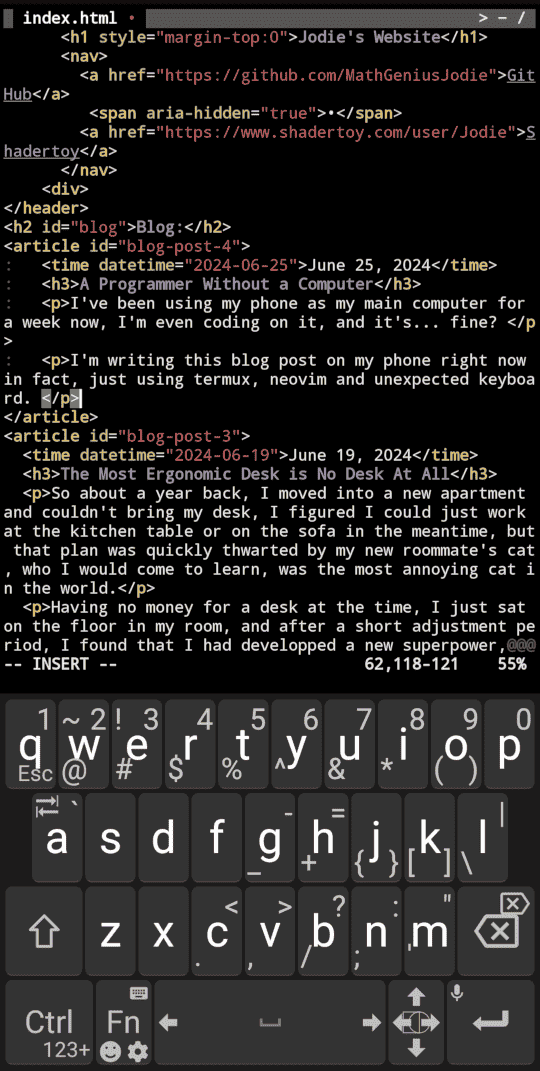 index.html • > - /
<h1 style="margin-top:0">Jodie's Website</h1>
<nav>
<a href="https://github.com/MathGeniusJodie">Git
Hub</a>
<span aria-hidden="true">•</span>
<a href="https://www.shadertoy.com/user/Jodie">S
hadertoy</a>
</nav>
<div>
</header>
<h2 id="blog">Blog:</h2>
<article id="blog-post-4">
: <time datetime="2024-06-25">June 25, 2024</time>
: <h3>A Programmer Without a Computer</h3>
: <p>I've been using my phone as my main computer for
a week now, I'm even coding on it, and it's... fine? </p
>
: <p>I'm writing this blog post on my phone right now
in fact, just using termux, neovim and unexpected keyboa
rd. </p>
</article>
<article id="blog-post-3">
<time datetime="2024-06-19">June 19, 2024</time>
<h3>The Most Ergonomic Desk is No Desk At All</h3>
<p>So about a year back, I moved into a new apartment
and couldn't bring my desk, I figured I could just work
at the kitchen table or on the sofa in the meantime, but
that plan was quickly thwarted by my new roommate's cat
, who I would come to learn, was the most annoying cat i
n the world.</p>
<p>Having no money for a desk at the time, I just sat
on the floor in my room, and after a short adjustment pe
riod, I found that I had developped a new superpower,@@@
-- INSERT -- 62,118-121 55%
1 ~ 2 ! 3 4 5 6 7 8 9 0
q w e r t y u i o p
Esc @ # $ % ^ & * ( )
` - = |
a s d f g h j k l
_ + { } [ ] \
< > ? : "
z x c v b n m
. , / ; '
Ctrl Fn
123+